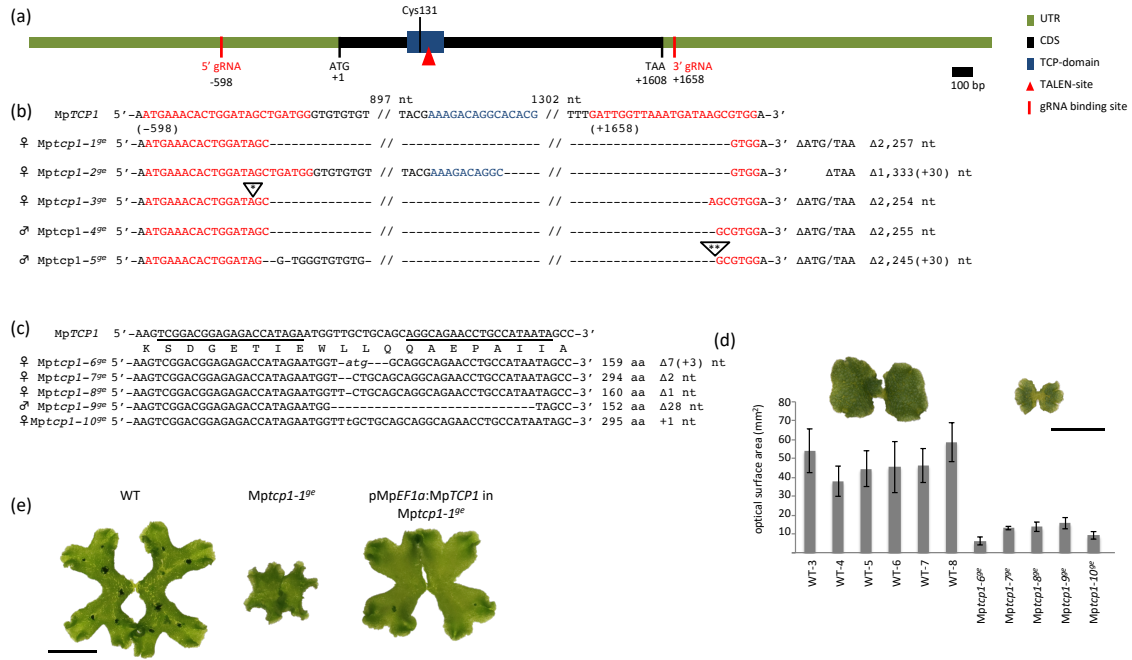 (a)
Cys131
5’ gRNA
-598
ATG
+1
TAA
+1608
3’ gRNA
+1658
100 bp
UTR
CDS
TCP-domain
TALEN-site
gRNA binding site
(b)
897 nt 1302 nt
MpTCP1 5’-AATGAAACACTGGATAGCTGATGGGTGTGTGT // TACGAAAGACAGGCACACG // TTTGATTGGTTAAATGATAAGCGTGGA-3’
(-598) (+1658)
♀ Mptcp1-1ge 5’-AATGAAACACTGGATAGC-------------- // ------------------- // ----------------------GTGGA-3’ ΔATG/TAA Δ2,257 nt
♀ Mptcp1-2ge 5’-AATGAAACACTGGATAGCTGATGGGTGTGTGT // TACGAAAGACAGGC----- // ----------------------GTGGA-3’ ΔTAA Δ1,333(+30) nt
*
♀ Mptcp1-3ge 5’-AATGAAACACTGGATAGC-------------- // ------------------- // -------------------AGCGTGGA-3’ ΔATG/TAA Δ2,254 nt
♂ Mptcp1-4ge 5’-AATGAAACACTGGATAGC-------------- // ------------------- // --------------------GCGTGGA-3’ ΔATG/TAA Δ2,255 nt
**
♂ Mptcp1-5ge 5’-AATGAAACACTGGATAG--G-TGGGTGTGTG- // ------------------- // --------------------GCGTGGA-3’ ΔATG/TAA Δ2,245(+30) nt
(c)
MpTCP1 5’-AAGTCGGACGGAGAGACCATAGAATGGTTGCTGCAGCAGGCAGAACCTGCCATAATAGCC-3’
K S D G E T I E W L L Q Q A E P A I I A
♀ Mptcp1-6ge 5’-AAGTCGGACGGAGAGACCATAGAATGGT-atg---GCAGGCAGAACCTGCCATAATAGCC-3’ 159 aa Δ7(+3) nt
♀ Mptcp1-7ge 5’-AAGTCGGACGGAGAGACCATAGAATGGT--CTGCAGCAGGCAGAACCTGCCATAATAGCC-3’ 294 aa Δ2 nt
♀ Mptcp1-8ge 5’-AAGTCGGACGGAGAGACCATAGAATGGTT-CTGCAGCAGGCAGAACCTGCCATAATAGCC-3’ 160 aa Δ1 nt
♂ Mptcp1-9ge 5’-AAGTCGGACGGAGAGACCATAGAATGG----------------------------TAGCC-3’ 152 aa Δ28 nt
♀Mptcp1-10ge 5’-AAGTCGGACGGAGAGACCATAGAATGGTTtGCTGCAGCAGGCAGAACCTGCCATAATAGC-3’ 295 aa +1 nt
(d)
optical surface area (mm²)
80
70
60
50
40
30
20
10
WT-3
WT-4
WT-5
WT-6
WT-7
WT-8
Mptcp1-6ge
Mptcp1-7ge
Mptcp1-8ge
Mptcp1-9ge
Mptcp1-10ge
(e)
WT
Mptcp1-1ge
pMpEF1a:MpTCP1 in
Mptcp1-1ge